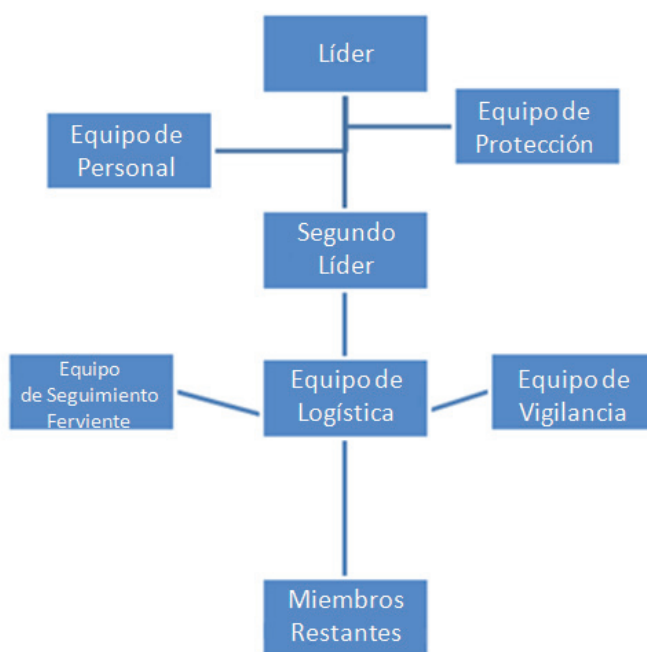 Líder
Equipo de
Protección
Equipo de
Personal
Segundo
Líder
Equipo
de Seguimiento
Ferviente
Equipo de
Logística
Equipo de
Vigilancia
Miembros
Restantes